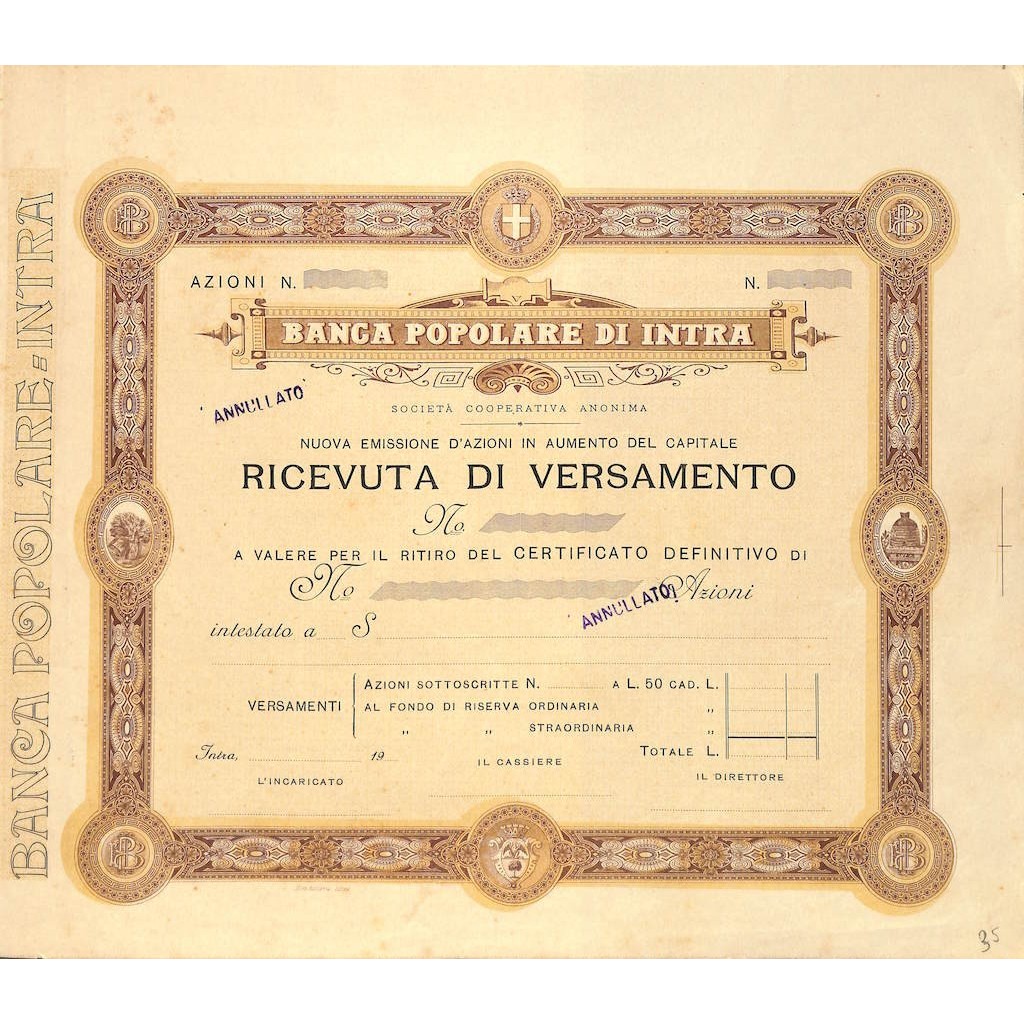 BANCA POPOLARE=INTRA
AZIONI N.
N.
BANCA POPOLARE DI INTRA
ANNULLATO
SOCIETÀ COOPERATIVA ANONIMA
NUOVA EMISSIONE D'AZIONI IN AUMENTO DEL CAPITALE
RICEVUTA DI VERSAMENTO
No.
A VALERE PER IL RITIRO DEL CERTIFICATO DEFINITIVO DI
No Azioni
ANNULLATO
intestato a S
AZIONI SOTTOSCRITTE N. A L. 50 CAD. L.
VERSAMENTI AL FONDO DI RISERVA ORDINARIA „
„ „ STRAORDINARIA „
TOTALE L.
Intra, 19
IL CASSIERE
L'INCARICATO
IL DIRETTORE
35